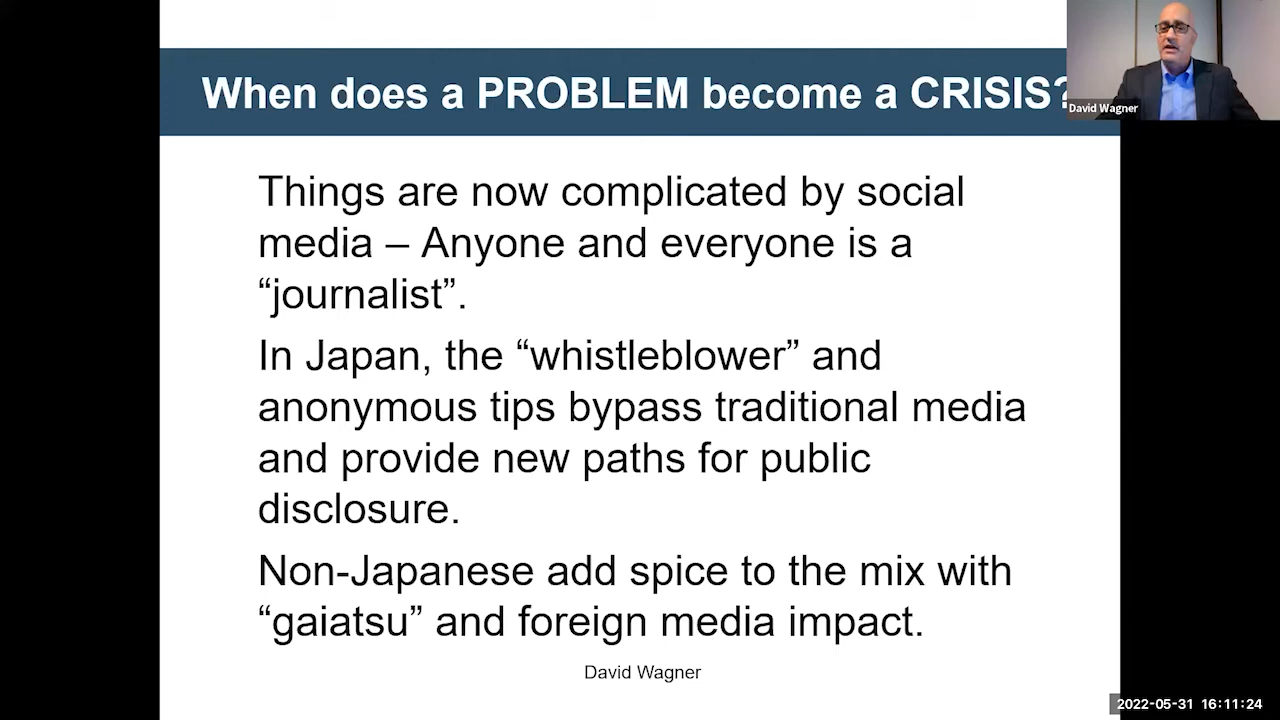 When does a PROBLEM become a CRISIS?
David Wagner
Things are now complicated by social
media – Anyone and everyone is a
“journalist”.
In Japan, the “whistleblower” and
anonymous tips bypass traditional media
and provide new paths for public
disclosure.
Non-Japanese add spice to the mix with
“gaiatsu” and foreign media impact.
David Wagner
2022-05-31 16:11:24